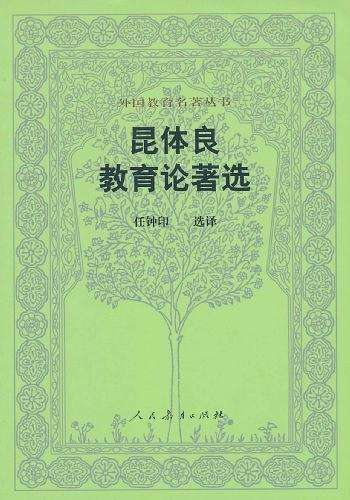 外国教育名著丛书
昆体良
教育论著选
任钟印 选译
人民教育出版社